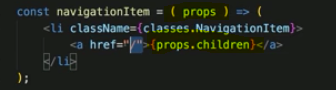 const navigationItem = ( props ) => (
<li className={classes.NavigationItem}>
<a href="/">{props.children}</a>
</li>
);